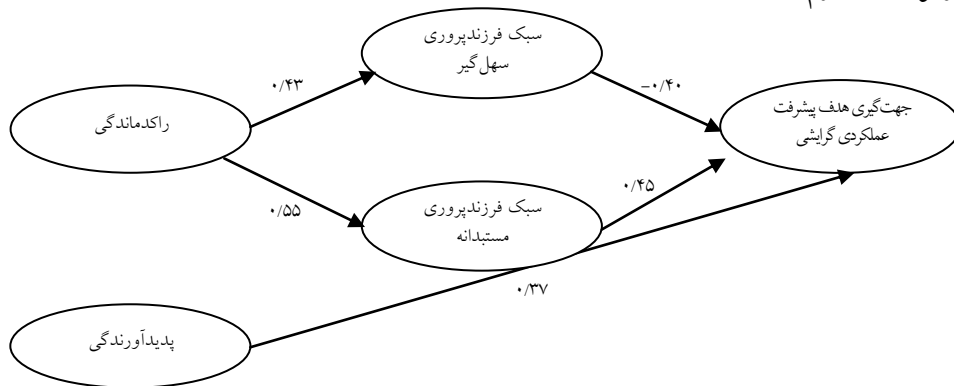 سبک فرزندپروری
سهل‌گیر
۰/۴۳
-۰/۴۰
جهت‌گیری هدف پیشرفت
عملکردی گرایشی
راکدماندگی
۰/۵۵
۰/۴۵
سبک فرزندپروری
مستبدانه
۰/۳۷
پدیدآورندگی